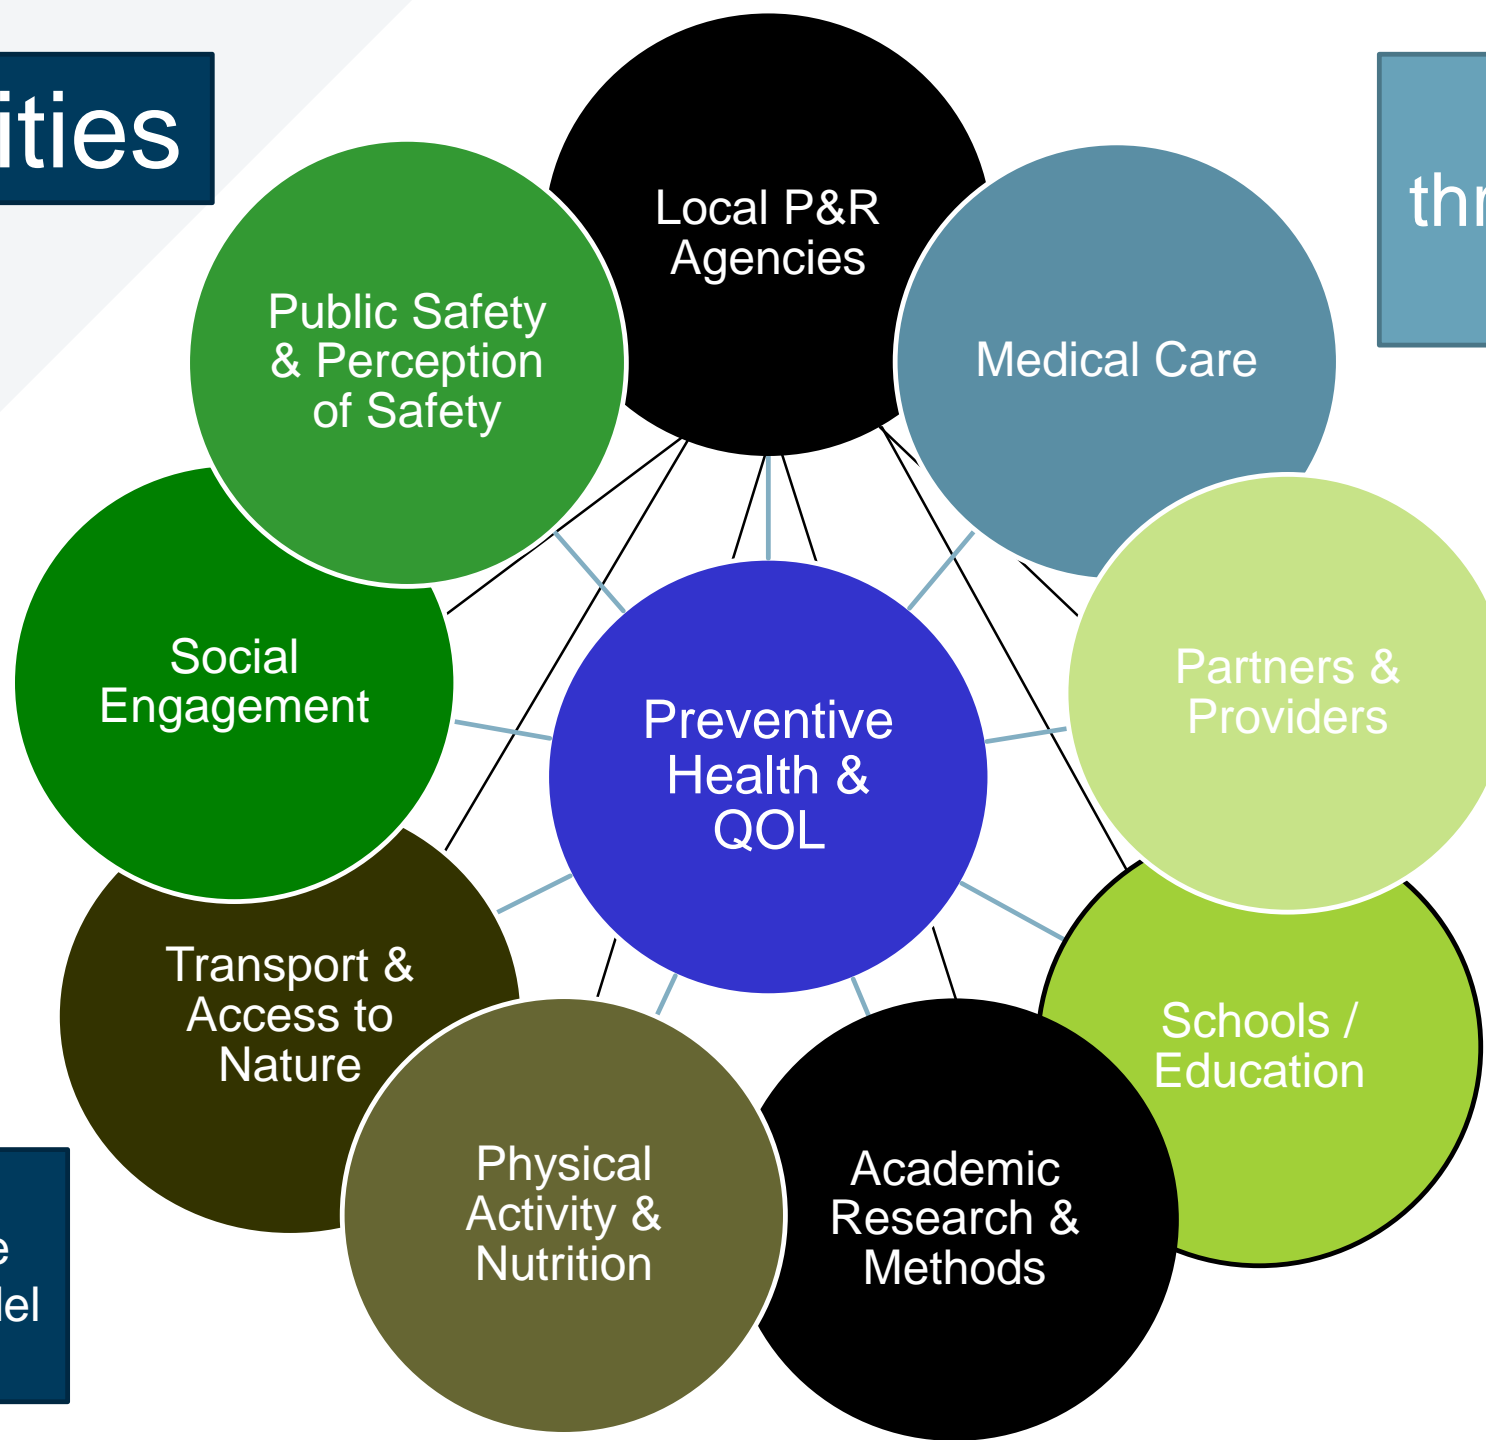 ities
thr
Local P&R
Agencies
Public Safety
& Perception
of Safety
Medical Care
Social
Engagement
Preventive
Health &
QOL
Partners &
Providers
Transport &
Access to
Nature
Schools /
Education
Physical
Activity &
Nutrition
Academic
Research &
Methods
e
del